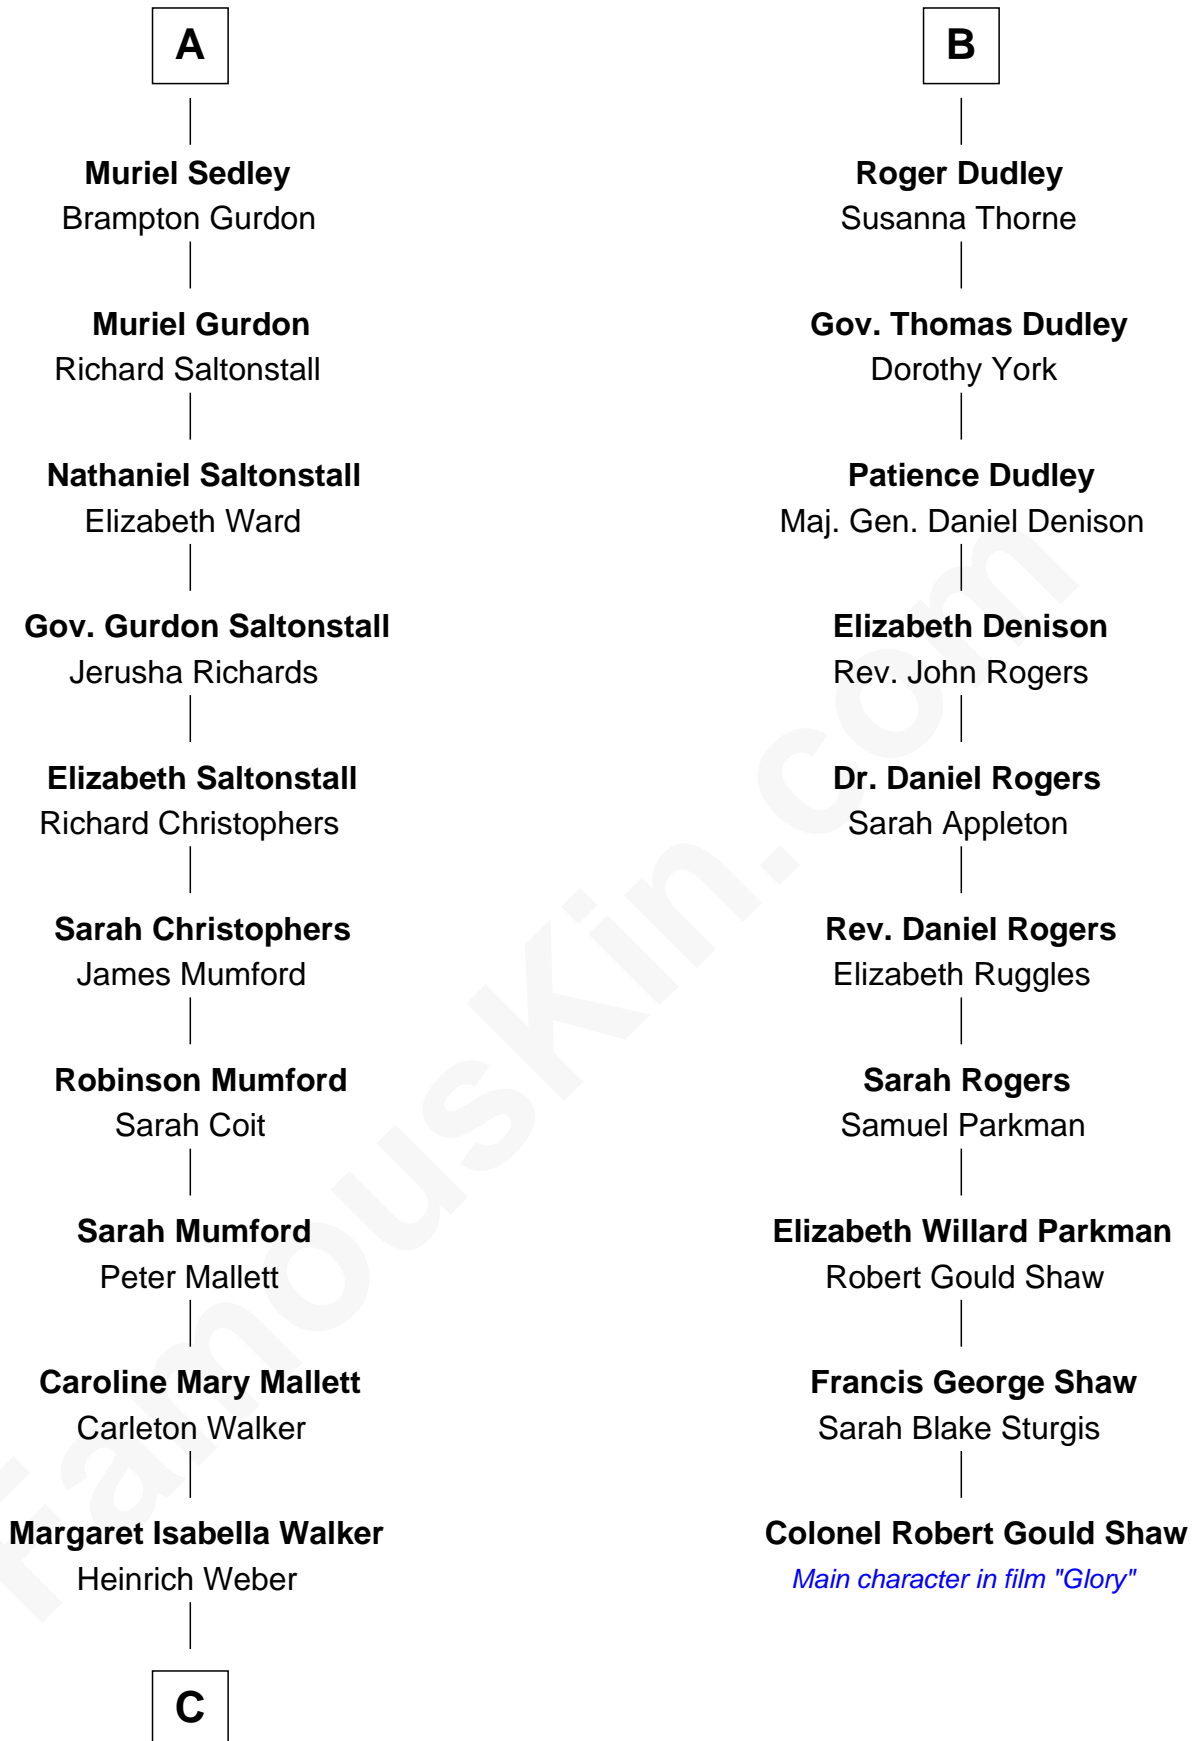 A
Muriel Sedley
Brampton Gurdon
Muriel Gurdon
Richard Saltonstall
Nathaniel Saltonstall
Elizabeth Ward
Gov. Gurdon Saltonstall
Jerusha Richards
Elizabeth Saltonstall
Richard Christophers
Sarah Christophers
James Mumford
Robinson Mumford
Sarah Coit
Sarah Mumford
Peter Mallett
Caroline Mary Mallett
Carleton Walker
Margaret Isabella Walker
Heinrich Weber
C
B
Roger Dudley
Susanna Thorne
Gov. Thomas Dudley
Dorothy York
Patience Dudley
Maj. Gen. Daniel Denison
Elizabeth Denison
Rev. John Rogers
Dr. Daniel Rogers
Sarah Appleton
Rev. Daniel Rogers
Elizabeth Ruggles
Sarah Rogers
Samuel Parkman
Elizabeth Willard Parkman
Robert Gould Shaw
Francis George Shaw
Sarah Blake Sturgis
Colonel Robert Gould Shaw
Main character in film "Glory"
FamousKin.com